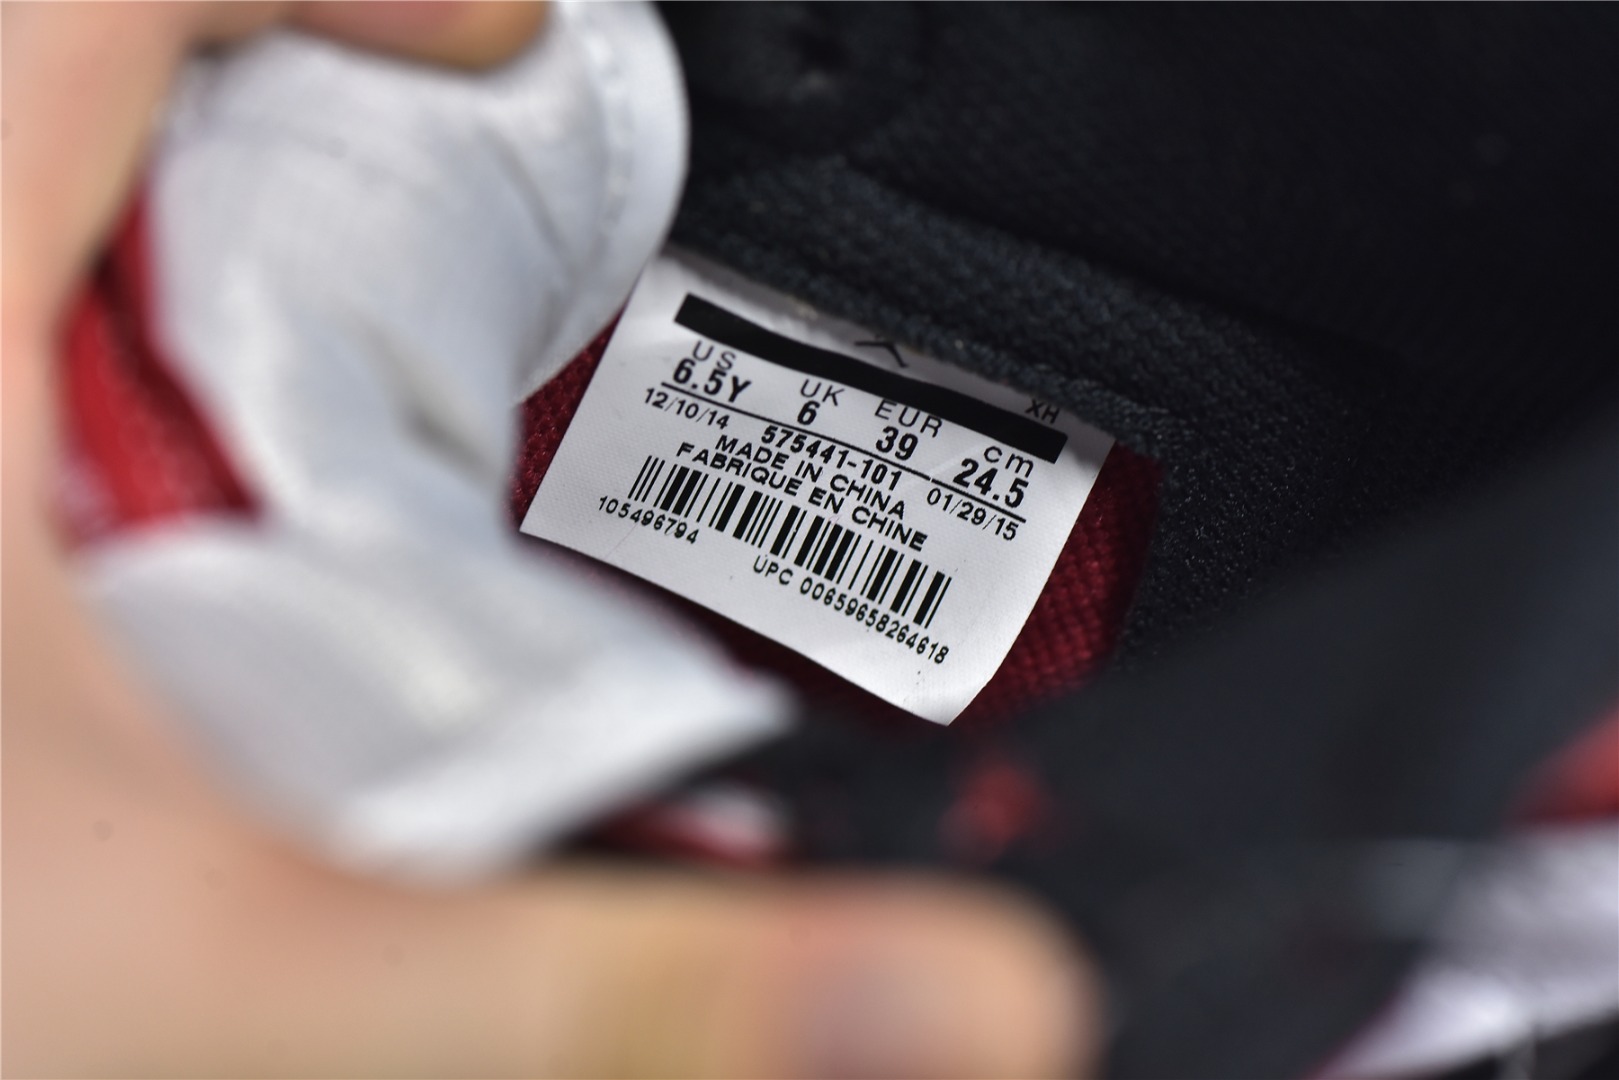 XH
US UK EUR cm
6.5Y 6 39 24.5
12/10/14 575441-101 01/29/15
MADE IN CHINA
FABRIQUE EN CHINE
105496794
UPC 00659658264618